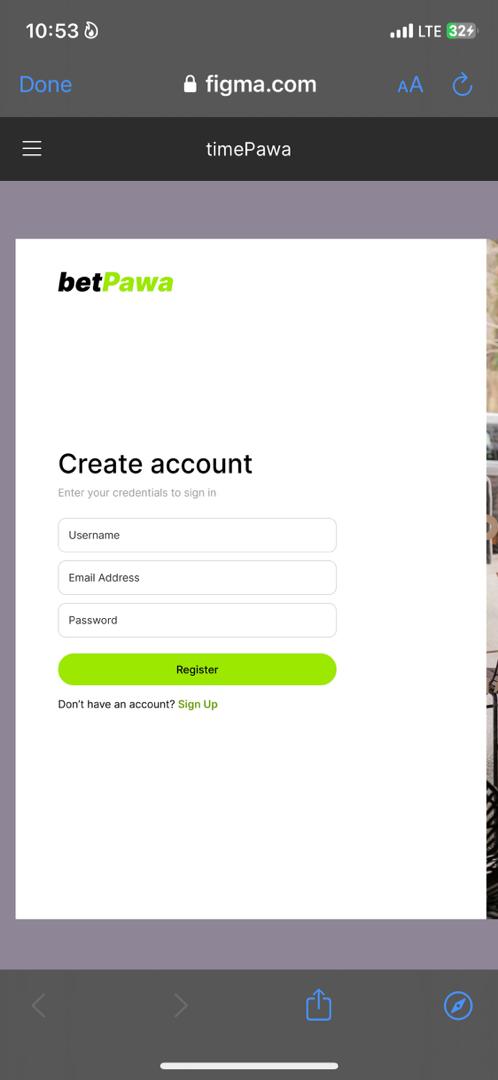 10:53
LTE 32
Done
figma.com
AA
timePawa
betPawa
Create account
Enter your credentials to sign in
Username
Email Address
Password
Register
Don't have an account? Sign Up